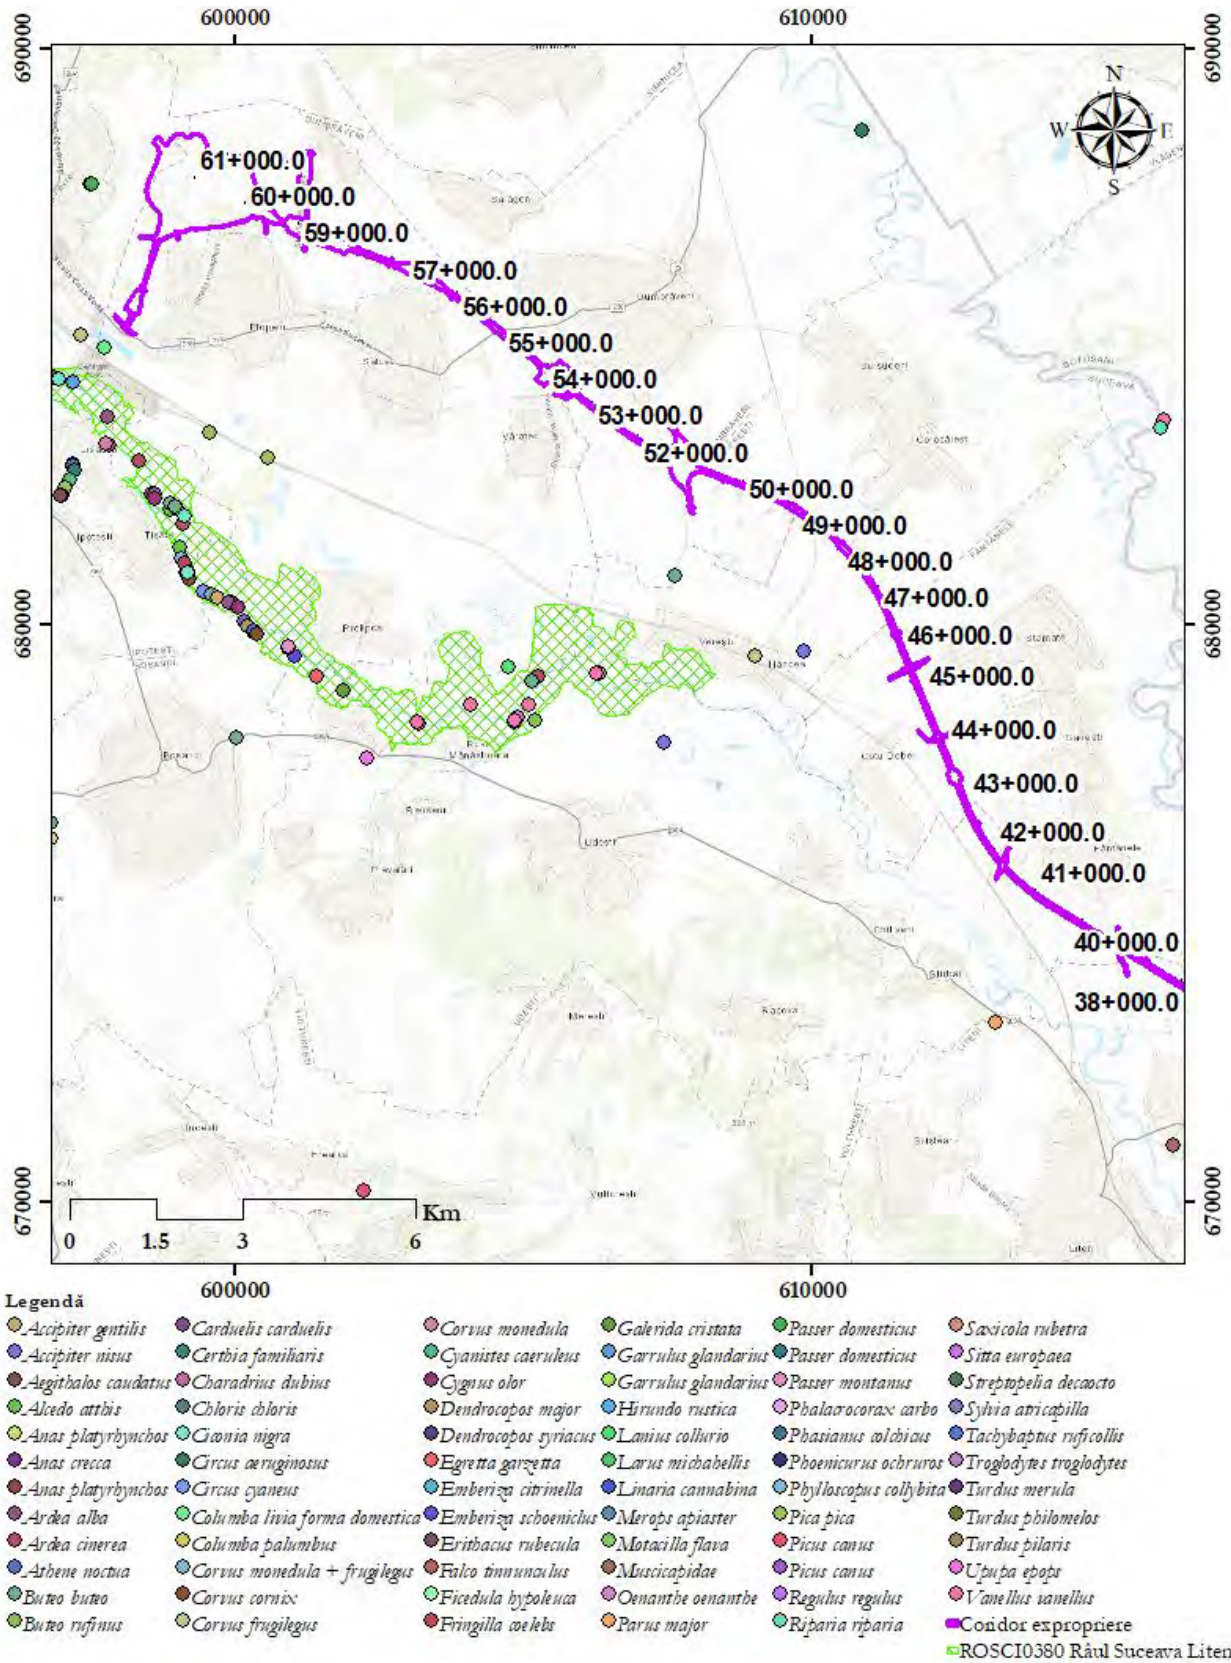 600000 610000
690000 690000
N
W E
S
61+000.0
60+000.0
59+000.0
57+000.0
56+000.0
55+000.0
54+000.0
53+000.0
52+000.0
50+000.0
49+000.0
48+000.0
47+000.0
46+000.0
45+000.0
44+000.0
43+000.0
42+000.0
41+000.0
40+000.0
38+000.0
Dumbrăveni
Plopeni
Prelipca
Verești
Hancea
Udești
Merești
Racova
Liteni
680000 680000
670000 670000
Km
0 1.5 3 6
600000 610000
Legendă
Accipiter gentilis
Accipiter nisus
Aegithalos caudatus
Alcedo atthis
Anas platyrhynchos
Anas crecca
Anas platyrhynchos
Ardea alba
Ardea cinerea
Athene noctua
Buteo buteo
Buteo rufinus
Carduelis carduelis
Certhia familiaris
Charadrius dubius
Chloris chloris
Ciconia nigra
Circus aeruginosus
Circus cyaneus
Columba livia forma domestica
Columba palumbus
Corvus monedula + frugilegus
Corvus cornix
Corvus frugilegus
Corvus monedula
Cyanistes caeruleus
Cygnus olor
Dendrocopos major
Dendrocopos syriacus
Egretta garzetta
Emberiza citrinella
Emberiza schoeniclus
Erithacus rubecula
Falco tinnunculus
Ficedula hypoleuca
Fringilla coelebs
Galerida cristata
Garrulus glandarius
Garrulus glandarius
Hirundo rustica
Lanius collurio
Larus michahellis
Linaria cannabina
Merops apiaster
Motacilla flava
Muscicapidae
Oenanthe oenanthe
Parus major
Passer domesticus
Passer domesticus
Passer montanus
Phalacrocorax carbo
Phasianus colchicus
Phoenicurus ochruros
Phylloscopus collybita
Pica pica
Picus canus
Picus canus
Regulus regulus
Riparia riparia
Saxicola rubetra
Sitta europaea
Streptopelia decaocto
Sylvia atricapilla
Tachybaptus ruficollis
Troglodytes troglodytes
Turdus merula
Turdus philomelos
Turdus pilaris
Upupa epops
Vanellus vanellus
Coridor expropriere
ROSCI0380 Râul Suceava Liten